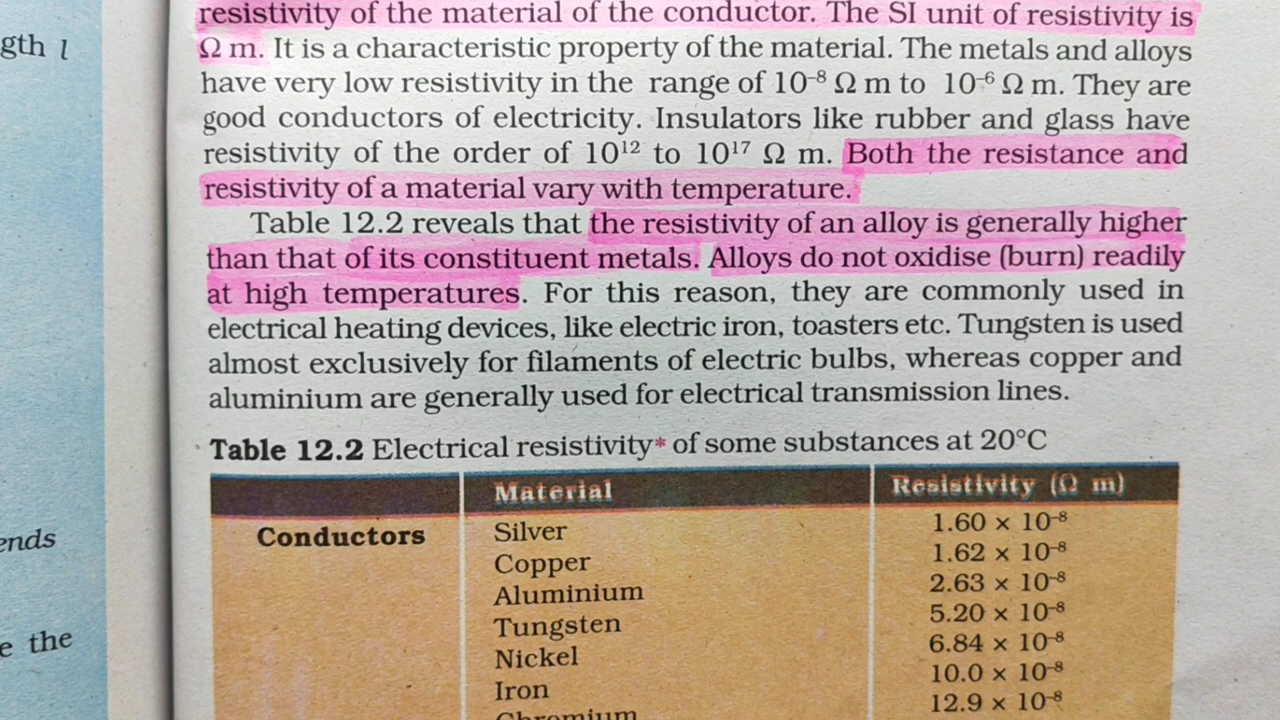 gth l
ends
e the
resistivity of the material of the conductor. The SI unit of resistivity is
Ω m. It is a characteristic property of the material. The metals and alloys
have very low resistivity in the range of 10⁻⁸ Ω m to 10⁻⁶ Ω m. They are
good conductors of electricity. Insulators like rubber and glass have
resistivity of the order of 10¹² to 10¹⁷ Ω m. Both the resistance and
resistivity of a material vary with temperature.
Table 12.2 reveals that the resistivity of an alloy is generally higher
than that of its constituent metals. Alloys do not oxidise (burn) readily
at high temperatures. For this reason, they are commonly used in
electrical heating devices, like electric iron, toasters etc. Tungsten is used
almost exclusively for filaments of electric bulbs, whereas copper and
aluminium are generally used for electrical transmission lines.
Table 12.2 Electrical resistivity* of some substances at 20°C
Material Resistivity (Ω m)
Conductors Silver 1.60 × 10⁻⁸
Copper 1.62 × 10⁻⁸
Aluminium 2.63 × 10⁻⁸
Tungsten 5.20 × 10⁻⁸
Nickel 6.84 × 10⁻⁸
Iron 10.0 × 10⁻⁸
Chromium 12.9 × 10⁻⁸